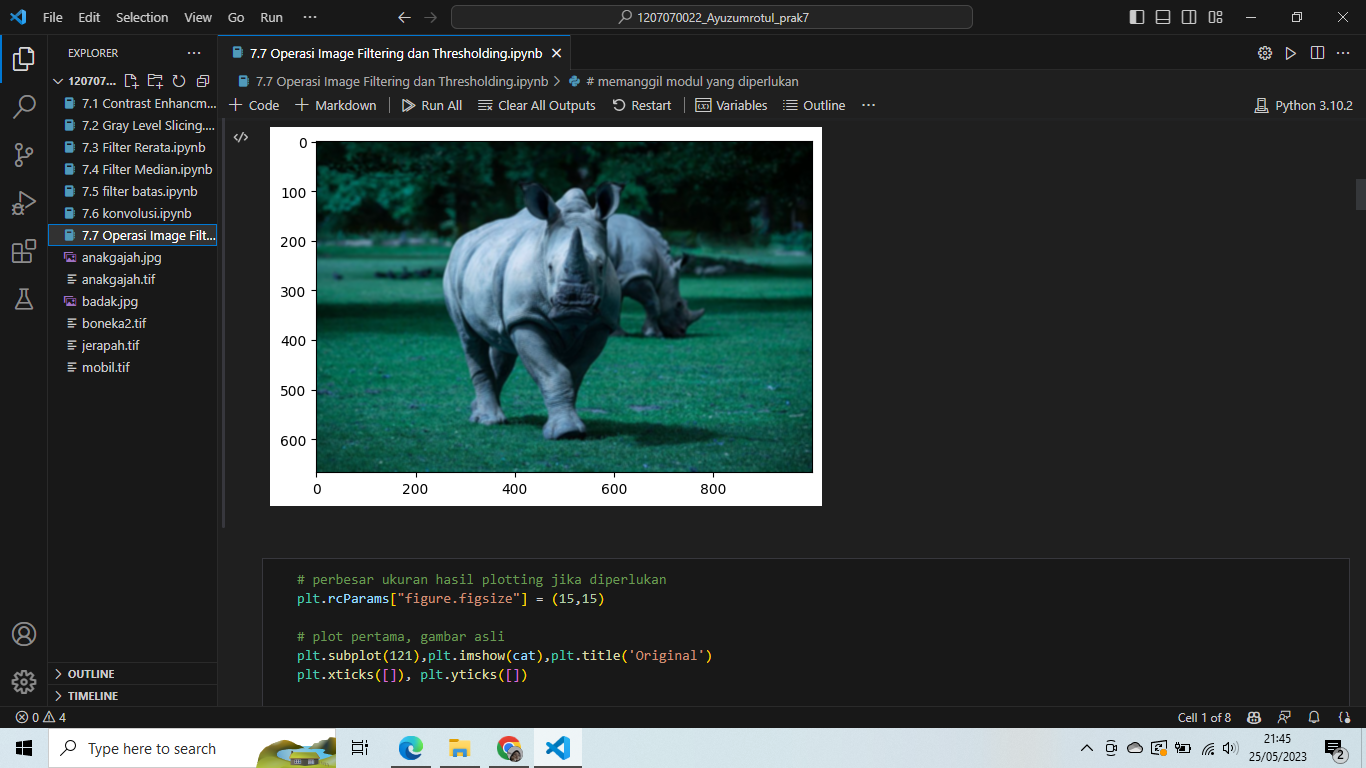 File Edit Selection View Go Run ···
1207070022_Ayuzumrotul_prak7
EXPLORER
120707...
7.1 Contrast Enhancm...
7.2 Gray Level Slicing....
7.3 Filter Rerata.ipynb
7.4 Filter Median.ipynb
7.5 filter batas.ipynb
7.6 konvolusi.ipynb
7.7 Operasi Image Filt...
anakgajah.jpg
anakgajah.tif
badak.jpg
boneka2.tif
jerapah.tif
mobil.tif
OUTLINE
TIMELINE
7.7 Operasi Image Filtering dan Thresholding.ipynb
7.7 Operasi Image Filtering dan Thresholding.ipynb > # memanggil modul yang diperlukan
+ Code + Markdown Run All Clear All Outputs Restart Variables Outline ··· Python 3.10.2
0
100
200
300
400
500
600
0 200 400 600 800
# perbesar ukuran hasil plotting jika diperlukan
plt.rcParams["figure.figsize"] = (15,15)
# plot pertama, gambar asli
plt.subplot(121),plt.imshow(cat),plt.title('Original')
plt.xticks([]), plt.yticks([])
0 4 Cell 1 of 8
Type here to search
21:45
25/05/2023
2